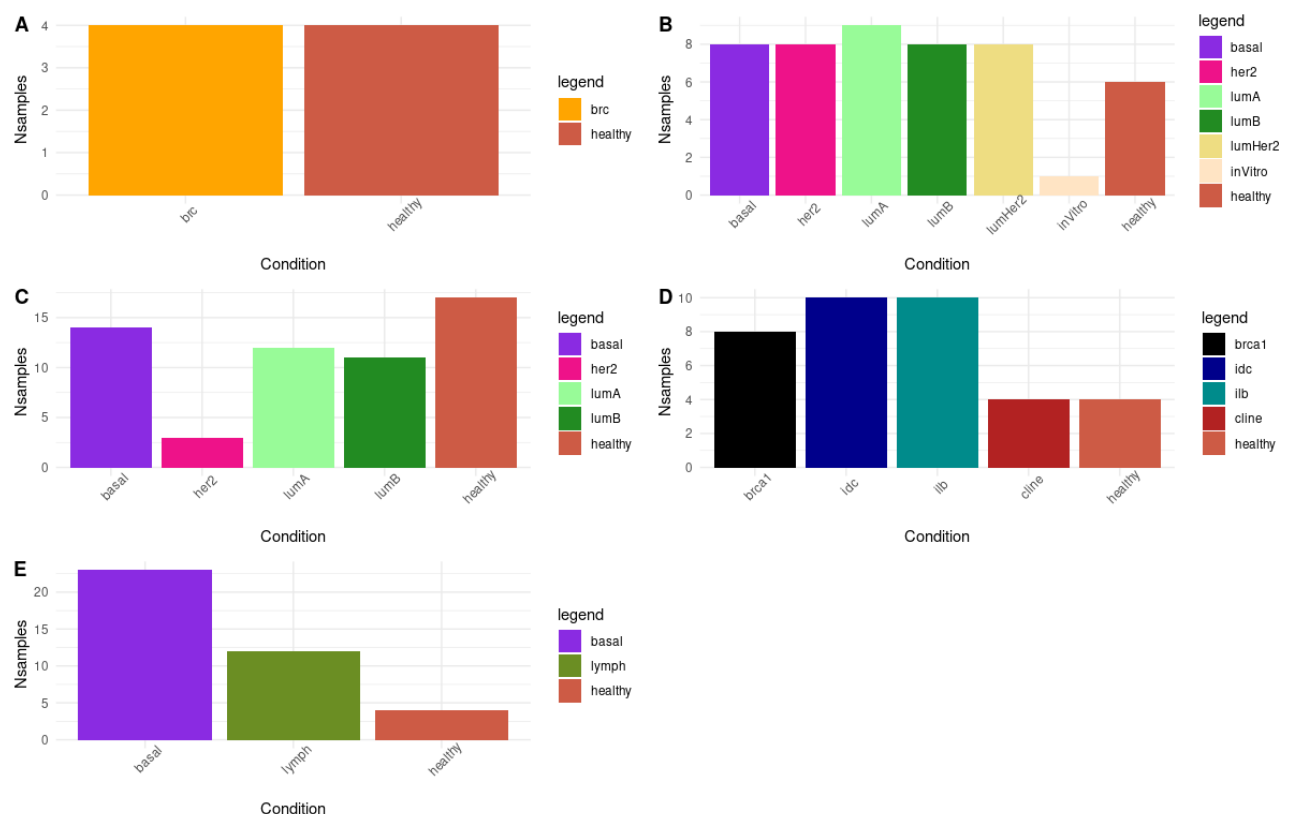 A
Nsamples
4
3
2
1
0
brc
healthy
Condition
legend
brc
healthy
B
Nsamples
8
6
4
2
0
basal
her2
lumA
lumB
lumHer2
inVitro
healthy
Condition
legend
basal
her2
lumA
lumB
lumHer2
inVitro
healthy
C
Nsamples
15
10
5
0
basal
her2
lumA
lumB
healthy
Condition
legend
basal
her2
lumA
lumB
healthy
D
Nsamples
10
8
6
4
2
0
brca1
idc
ilb
cline
healthy
Condition
legend
brca1
idc
ilb
cline
healthy
E
Nsamples
20
15
10
5
0
basal
lymph
healthy
Condition
legend
basal
lymph
healthy